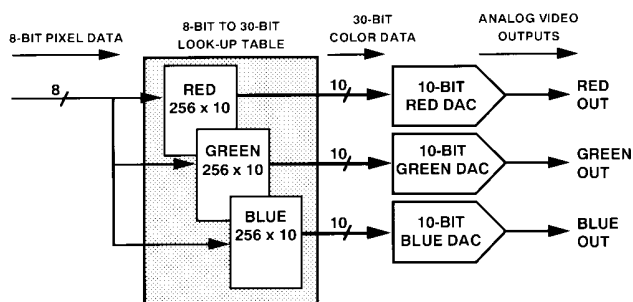 8-BIT PIXEL DATA
8-BIT TO 30-BIT
LOOK-UP TABLE
30-BIT
COLOR DATA
ANALOG VIDEO
OUTPUTS
8
RED
256 x 10
10
10-BIT
RED DAC
RED
OUT
GREEN
256 x 10
10
10-BIT
GREEN DAC
GREEN
OUT
BLUE
256 x 10
10
10-BIT
BLUE DAC
BLUE
OUT